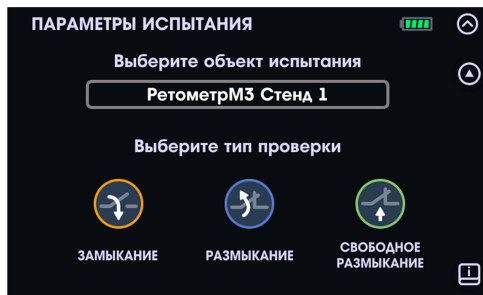 ПАРАМЕТРЫ ИСПЫТАНИЯ
Выберите объект испытания
РетометрМ3 Стенд 1
Выберите тип проверки
ЗАМЫКАНИЕ
РАЗМЫКАНИЕ
СВОБОДНОЕ
РАЗМЫКАНИЕ
i